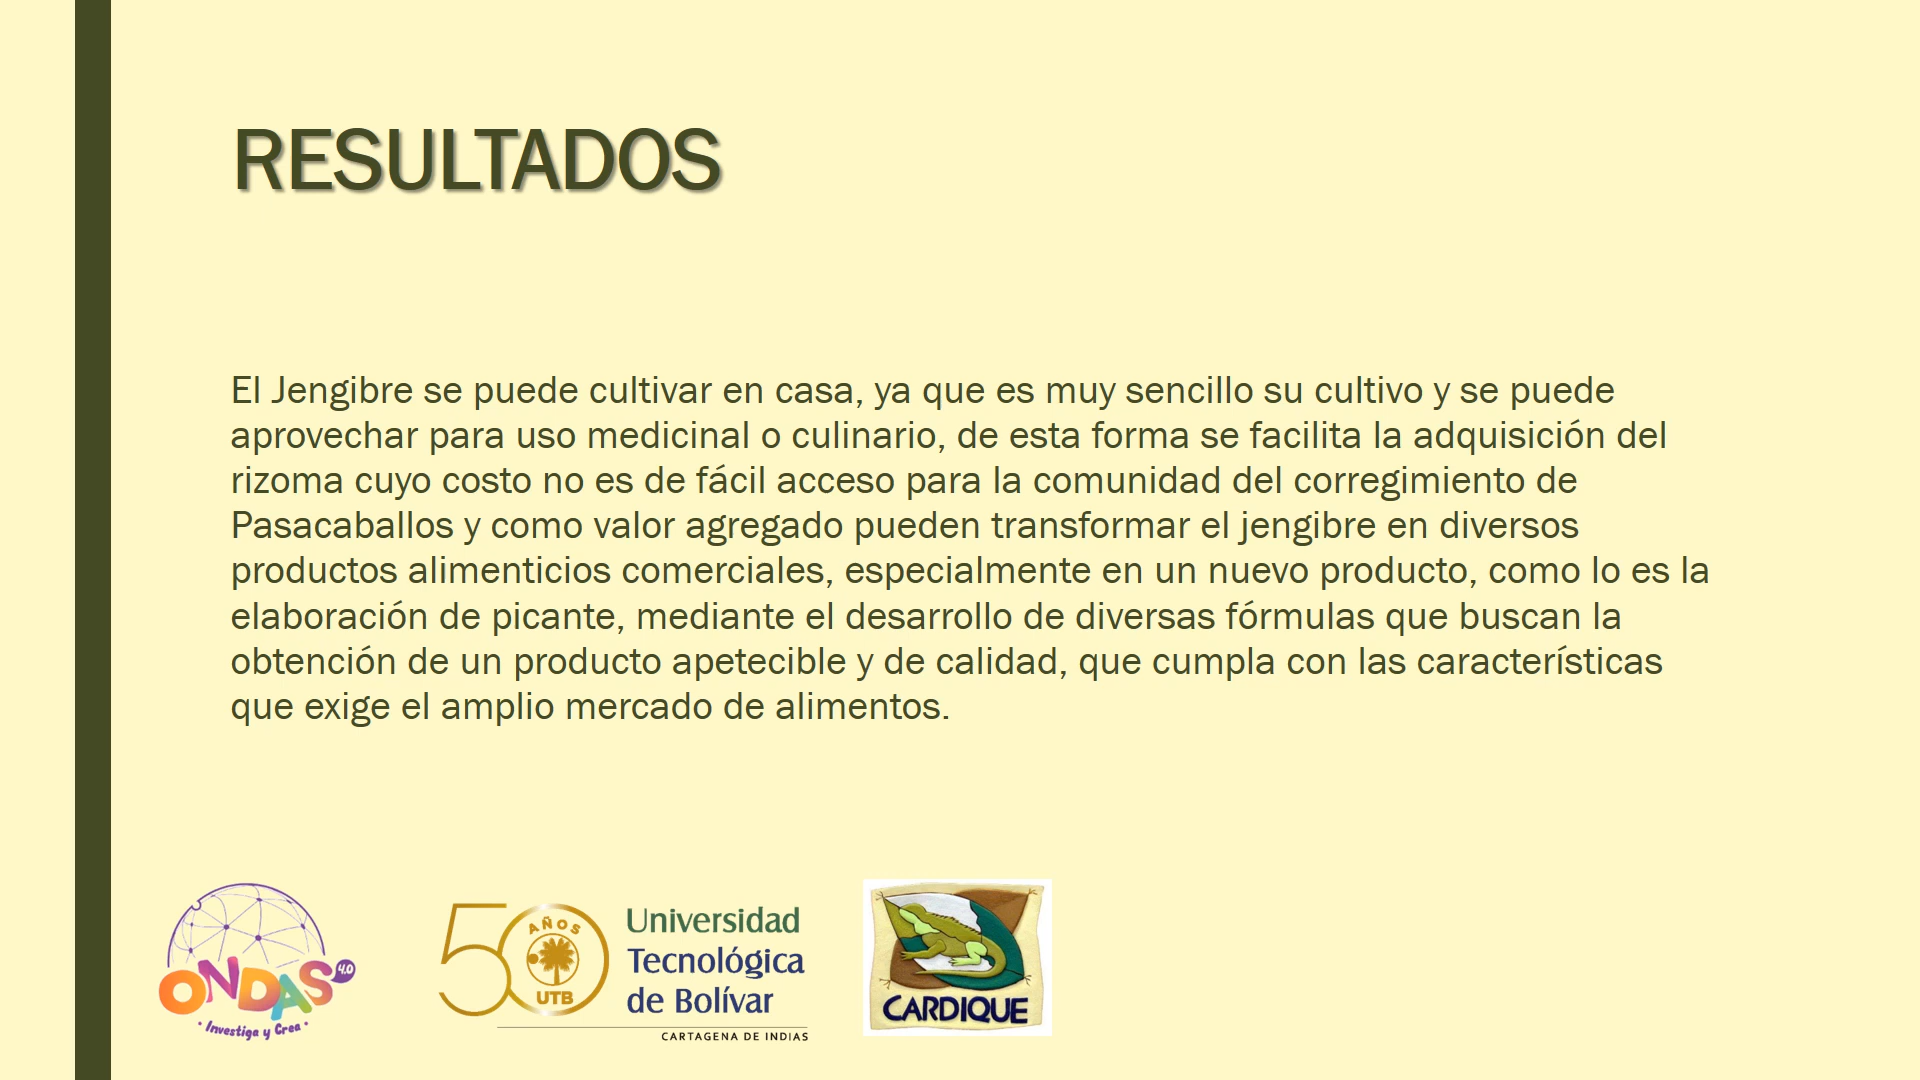 RESULTADOS
El Jengibre se puede cultivar en casa, ya que es muy sencillo su cultivo y se puede
aprovechar para uso medicinal o culinario, de esta forma se facilita la adquisición del
rizoma cuyo costo no es de fácil acceso para la comunidad del corregimiento de
Pasacaballos y como valor agregado pueden transformar el jengibre en diversos
productos alimenticios comerciales, especialmente en un nuevo producto, como lo es la
elaboración de picante, mediante el desarrollo de diversas fórmulas que buscan la
obtención de un producto apetecible y de calidad, que cumpla con las características
que exige el amplio mercado de alimentos.
ONDAS 4.0
· Investiga y Crea ·
50 AÑOS
UTB
Universidad
Tecnológica
de Bolívar
CARTAGENA DE INDIAS
CARDIQUE